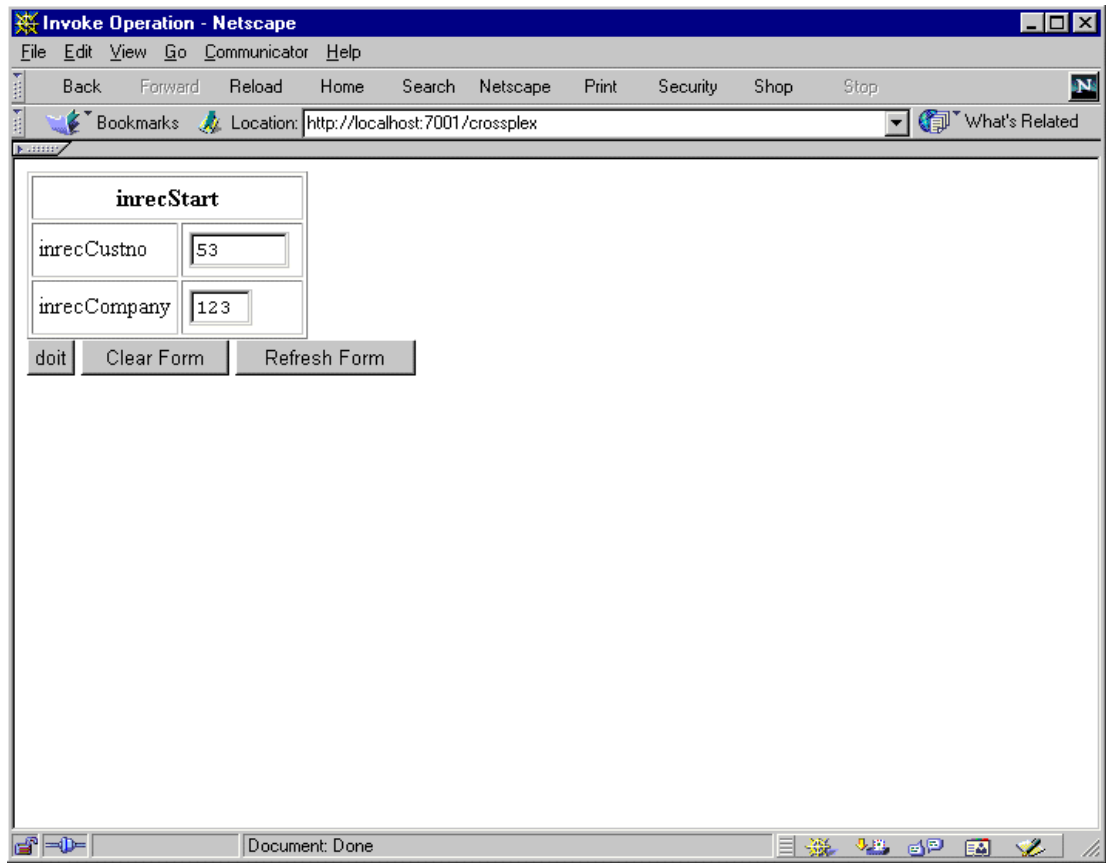 Invoke Operation - Netscape
File Edit View Go Communicator Help
Back Forward Reload Home Search Netscape Print Security Shop Stop N
Bookmarks Location: http://localhost:7001/crossplex What's Related
inrecStart
inrecCustno 53
inrecCompany 123
doit Clear Form Refresh Form
Document: Done